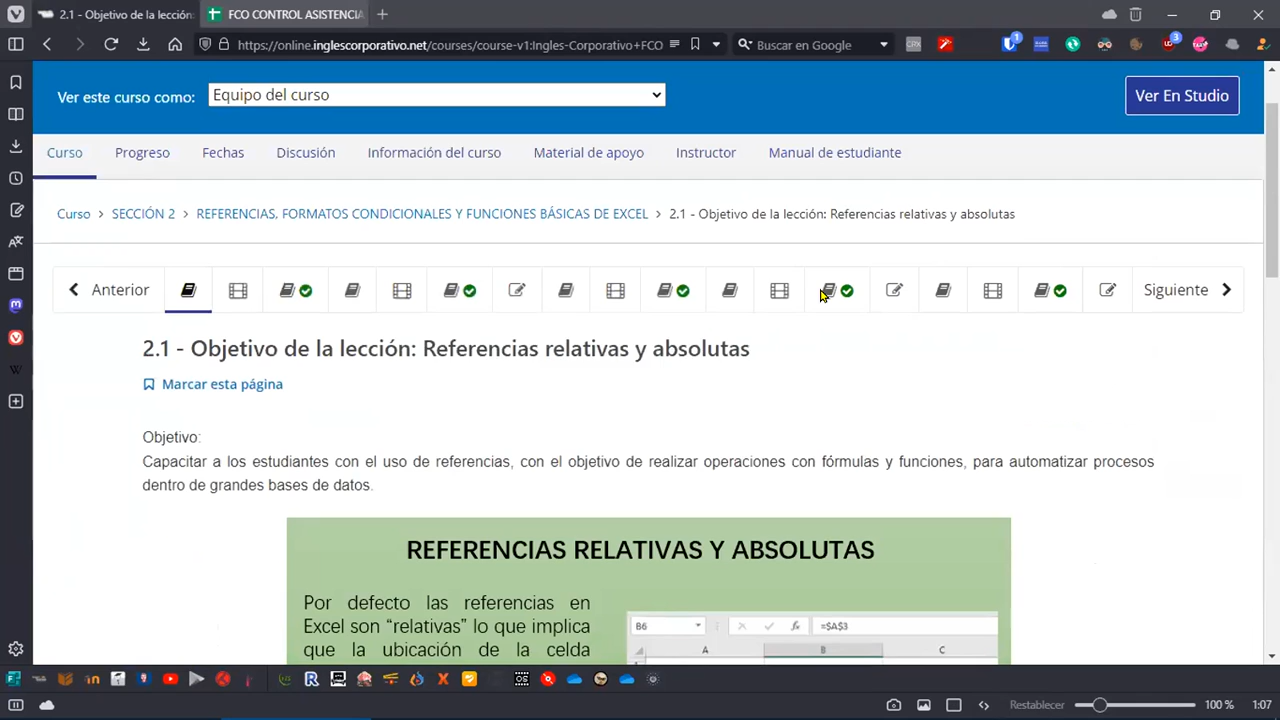 2.1 - Objetivo de la lección:
FCO CONTROL ASISTENCIA
https://online.inglescorporativo.net/courses/course-v1:Ingles-Corporativo+FCO
Buscar en Google
Ver este curso como:
Equipo del curso
Ver En Studio
Curso
Progreso
Fechas
Discusión
Información del curso
Material de apoyo
Instructor
Manual de estudiante
Curso > SECCIÓN 2 > REFERENCIAS, FORMATOS CONDICIONALES Y FUNCIONES BÁSICAS DE EXCEL > 2.1 - Objetivo de la lección: Referencias relativas y absolutas
Anterior
Siguiente
2.1 - Objetivo de la lección: Referencias relativas y absolutas
Marcar esta página
Objetivo:
Capacitar a los estudiantes con el uso de referencias, con el objetivo de realizar operaciones con fórmulas y funciones, para automatizar procesos
dentro de grandes bases de datos.
REFERENCIAS RELATIVAS Y ABSOLUTAS
Por defecto las referencias en
Excel son “relativas” lo que implica
que la ubicación de la celda
B6
fx
=$A$3
A
B
C
Restablecer
100 %
1:07